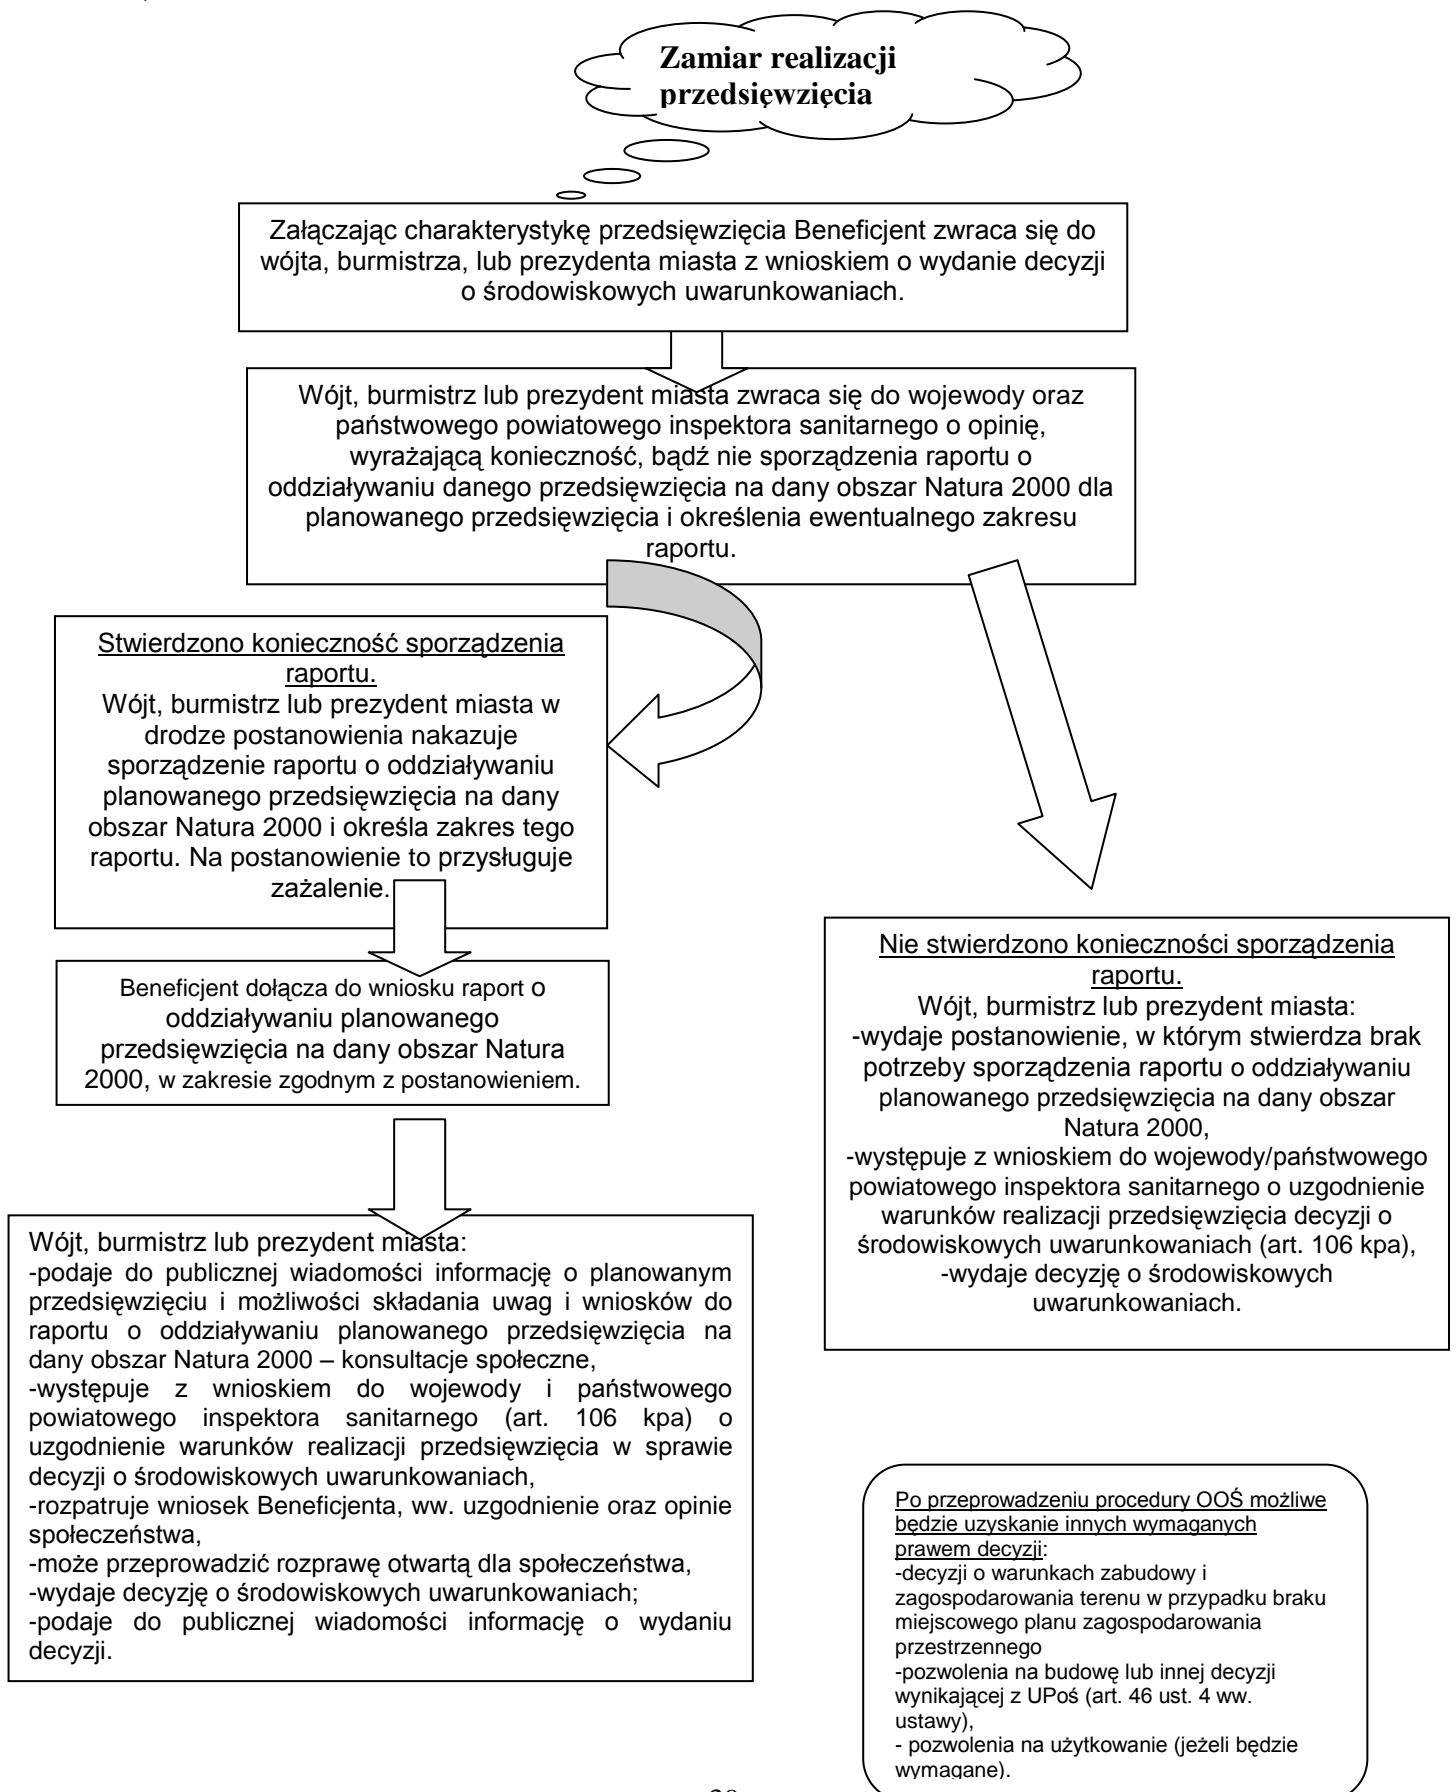 Zamiar realizacji
przedsięwzięcia
Załączając charakterystykę przedsięwzięcia Beneficjent zwraca się do
wójta, burmistrza, lub prezydenta miasta z wnioskiem o wydanie decyzji
o środowiskowych uwarunkowaniach.
Wójt, burmistrz lub prezydent miasta zwraca się do wojewody oraz
państwowego powiatowego inspektora sanitarnego o opinię,
wyrażającą konieczność, bądź nie sporządzenia raportu o
oddziaływaniu danego przedsięwzięcia na dany obszar Natura 2000 dla
planowanego przedsięwzięcia i określenia ewentualnego zakresu
raportu.
Stwierdzono konieczność sporządzenia
raportu.
Wójt, burmistrz lub prezydent miasta w
drodze postanowienia nakazuje
sporządzenie raportu o oddziaływaniu
planowanego przedsięwzięcia na dany
obszar Natura 2000 i określa zakres tego
raportu. Na postanowienie to przysługuje
zażalenie.
Beneficjent dołącza do wniosku raport o
oddziaływaniu planowanego
przedsięwzięcia na dany obszar Natura
2000, w zakresie zgodnym z postanowieniem.
Wójt, burmistrz lub prezydent miasta:
-podaje do publicznej wiadomości informację o planowanym
przedsięwzięciu i możliwości składania uwag i wniosków do
raportu o oddziaływaniu planowanego przedsięwzięcia na
dany obszar Natura 2000 – konsultacje społeczne,
-występuje z wnioskiem do wojewody i państwowego
powiatowego inspektora sanitarnego (art. 106 kpa) o
uzgodnienie warunków realizacji przedsięwzięcia w sprawie
decyzji o środowiskowych uwarunkowaniach,
-rozpatruje wniosek Beneficjenta, ww. uzgodnienie oraz opinie
społeczeństwa,
-może przeprowadzić rozprawę otwartą dla społeczeństwa,
-wydaje decyzję o środowiskowych uwarunkowaniach;
-podaje do publicznej wiadomości informację o wydaniu
decyzji.
Nie stwierdzono konieczności sporządzenia
raportu.
Wójt, burmistrz lub prezydent miasta:
-wydaje postanowienie, w którym stwierdza brak
potrzeby sporządzenia raportu o oddziaływaniu
planowanego przedsięwzięcia na dany obszar
Natura 2000,
-występuje z wnioskiem do wojewody/państwowego
powiatowego inspektora sanitarnego o uzgodnienie
warunków realizacji przedsięwzięcia decyzji o
środowiskowych uwarunkowaniach (art. 106 kpa),
-wydaje decyzję o środowiskowych
uwarunkowaniach.
Po przeprowadzeniu procedury OOŚ możliwe
będzie uzyskanie innych wymaganych
prawem decyzji:
-decyzji o warunkach zabudowy i
zagospodarowania terenu w przypadku braku
miejscowego planu zagospodarowania
przestrzennego
-pozwolenia na budowę lub innej decyzji
wynikającej z UPoś (art. 46 ust. 4 ww.
ustawy),
- pozwolenia na użytkowanie (jeżeli będzie
wymagane).